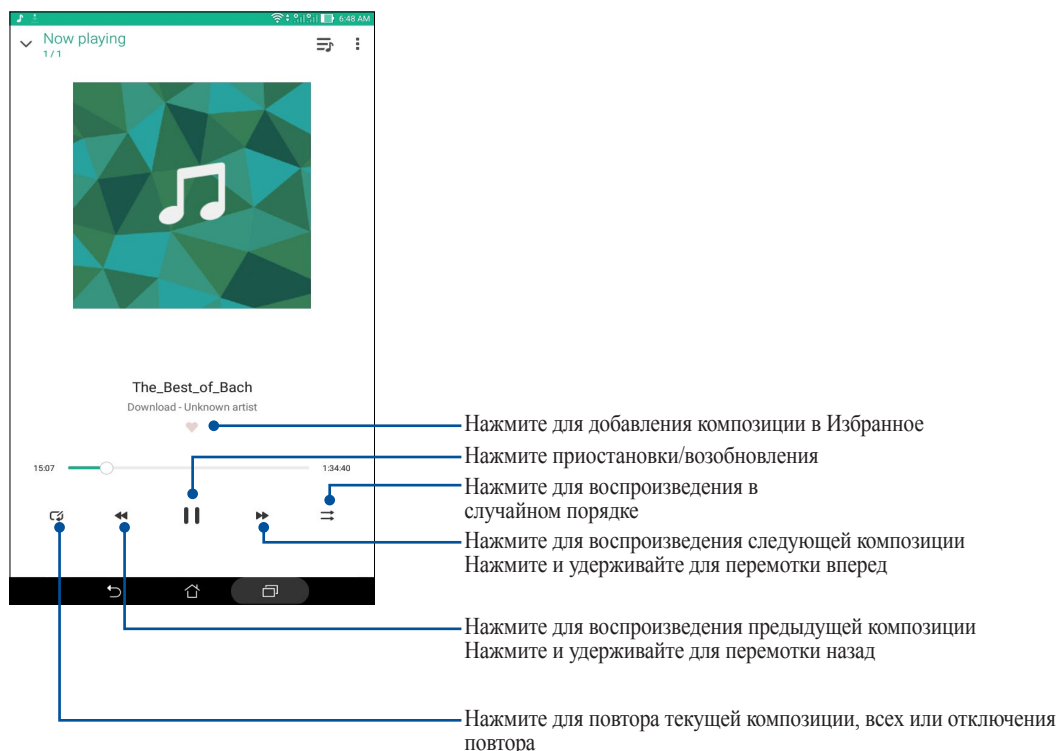 6:48 AM
Now playing
1 / 1
The_Best_of_Bach
Download - Unknown artist
Нажмите для добавления композиции в Избранное
15:07
1:34:40
Нажмите приостановки/возобновления
Нажмите для воспроизведения в
случайном порядке
Нажмите для воспроизведения следующей композиции
Нажмите и удерживайте для перемотки вперед
Нажмите для воспроизведения предыдущей композиции
Нажмите и удерживайте для перемотки назад
Нажмите для повтора текущей композиции, всех или отключения
повтора